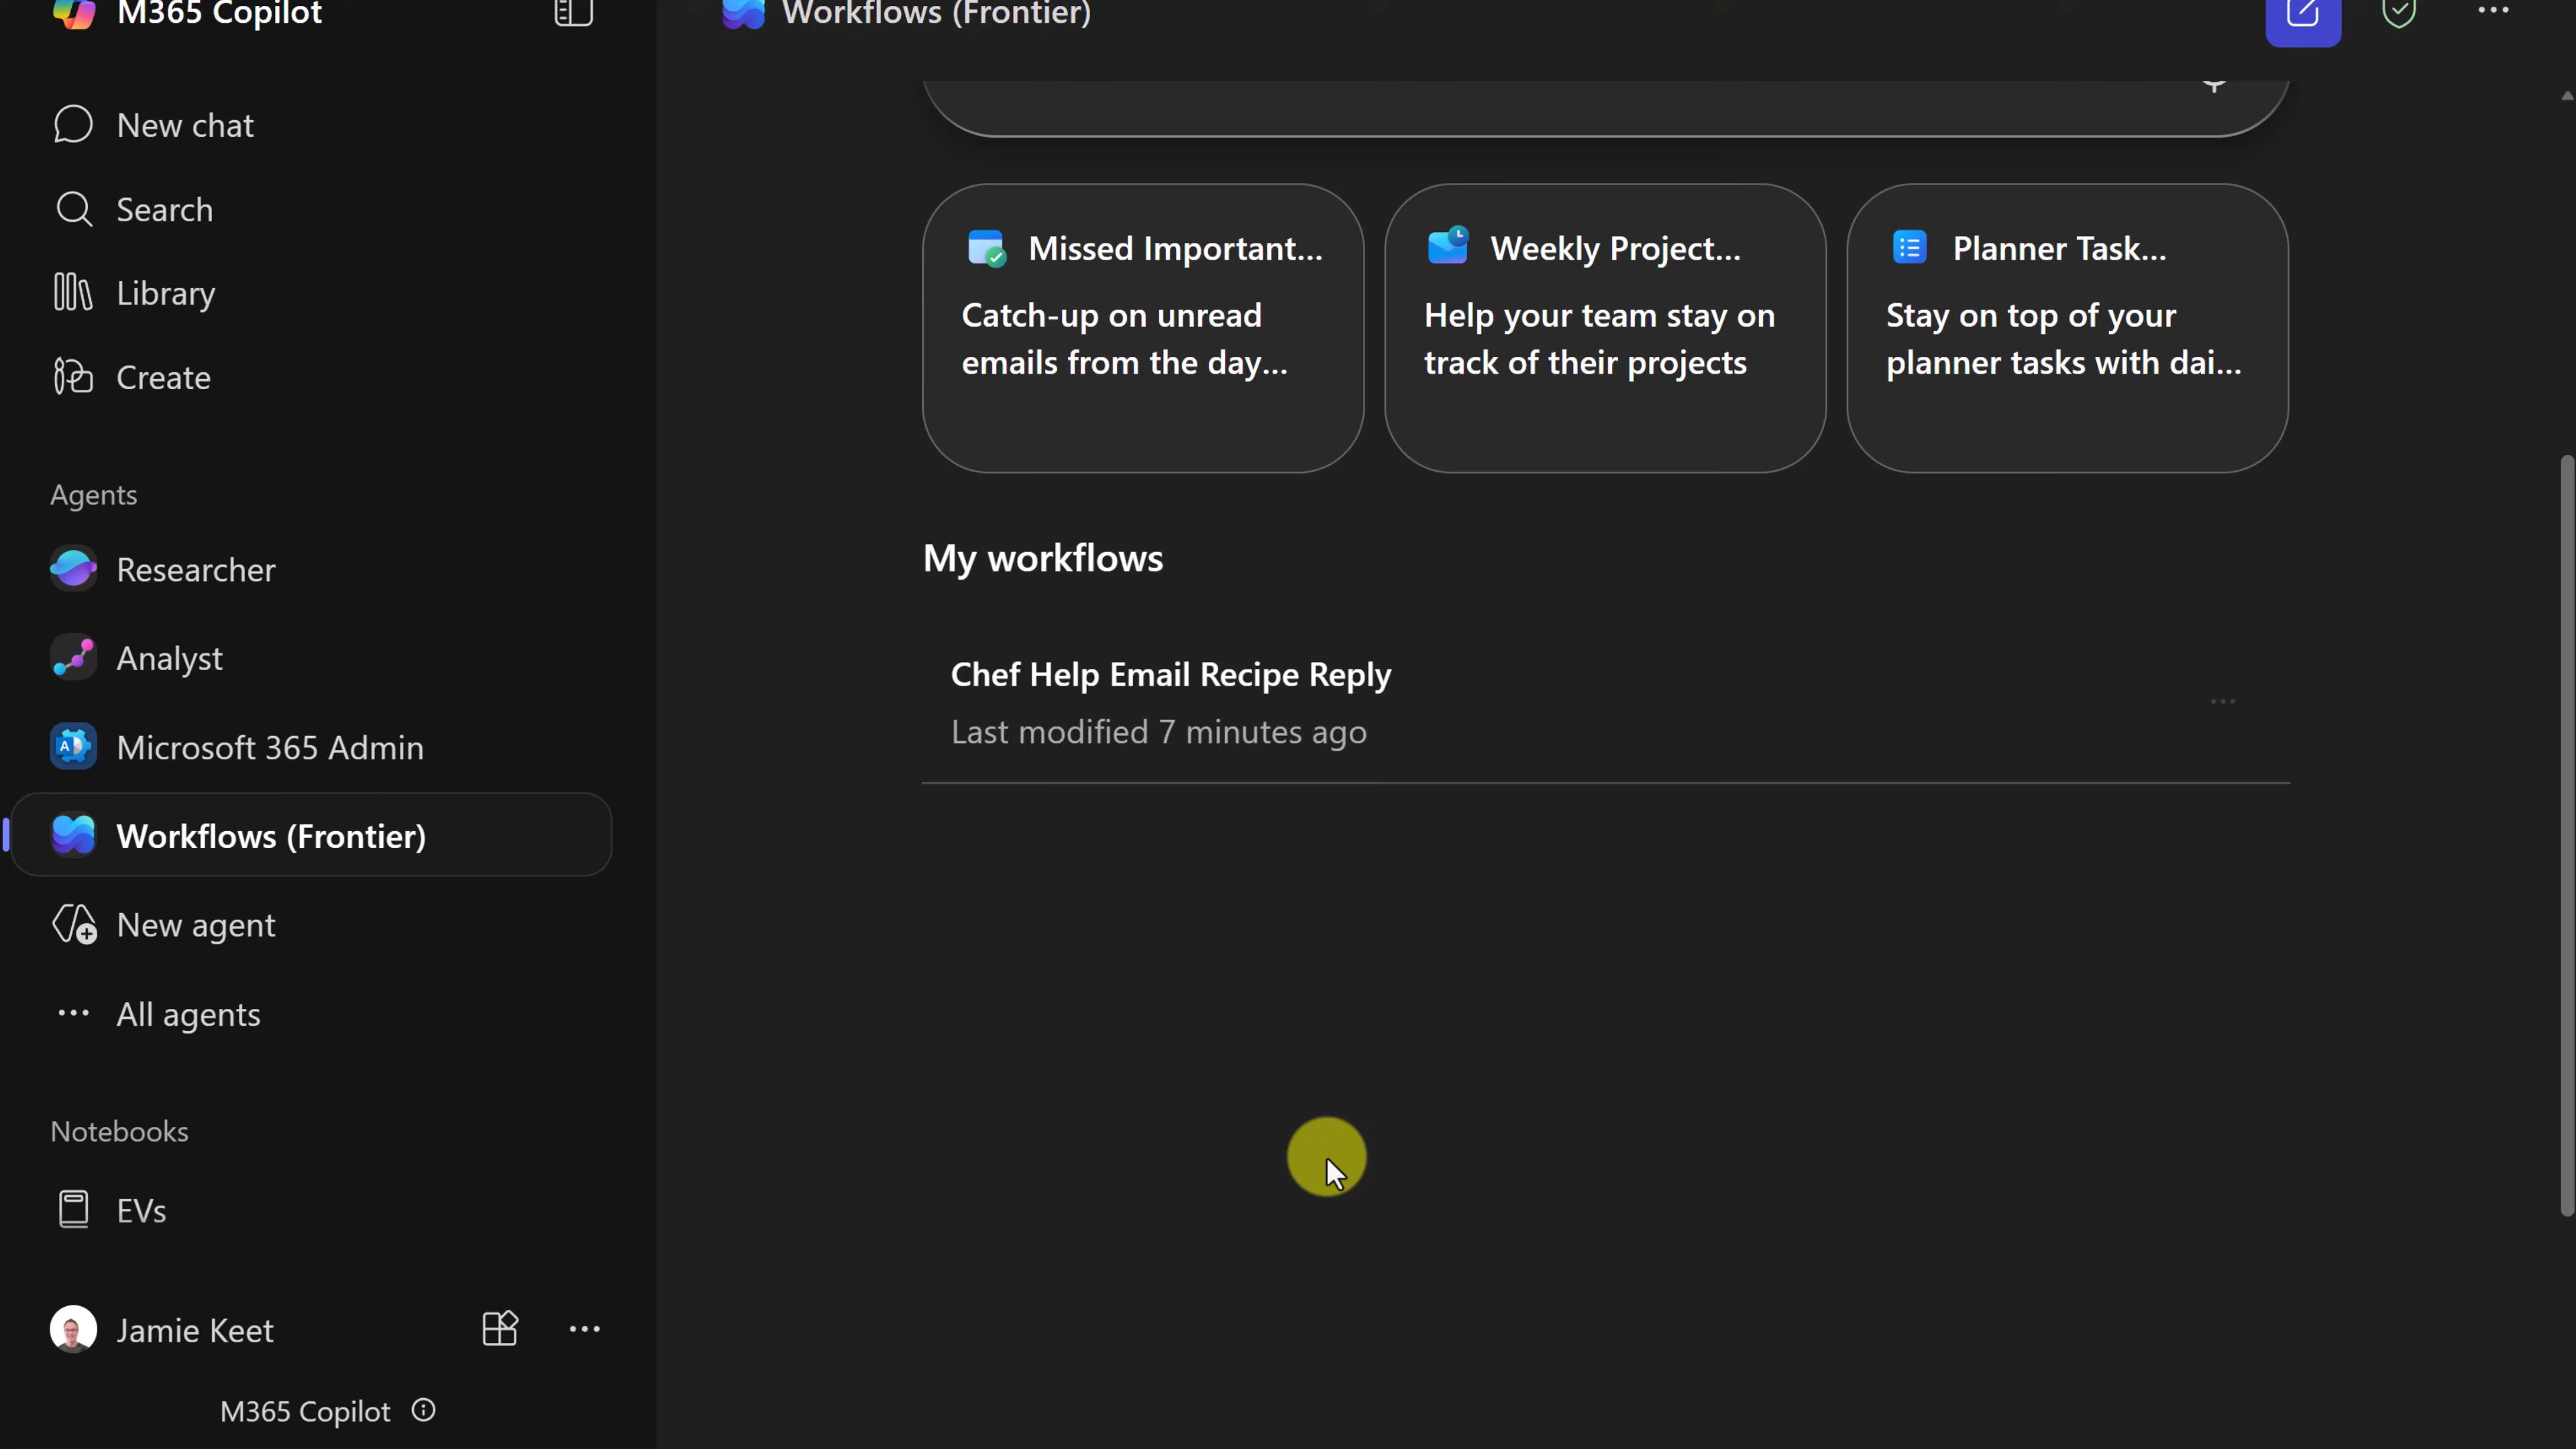 M365 Copilot
New chat
Search
Library
Create
Agents
Researcher
Analyst
Microsoft 365 Admin
Workflows (Frontier)
New agent
All agents
Notebooks
EVs
Jamie Keet
M365 Copilot
Workflows (Frontier)
Missed Important...
Catch-up on unread
emails from the day...
Weekly Project...
Help your team stay on
track of their projects
Planner Task...
Stay on top of your
planner tasks with dai...
My workflows
Chef Help Email Recipe Reply
Last modified 7 minutes ago